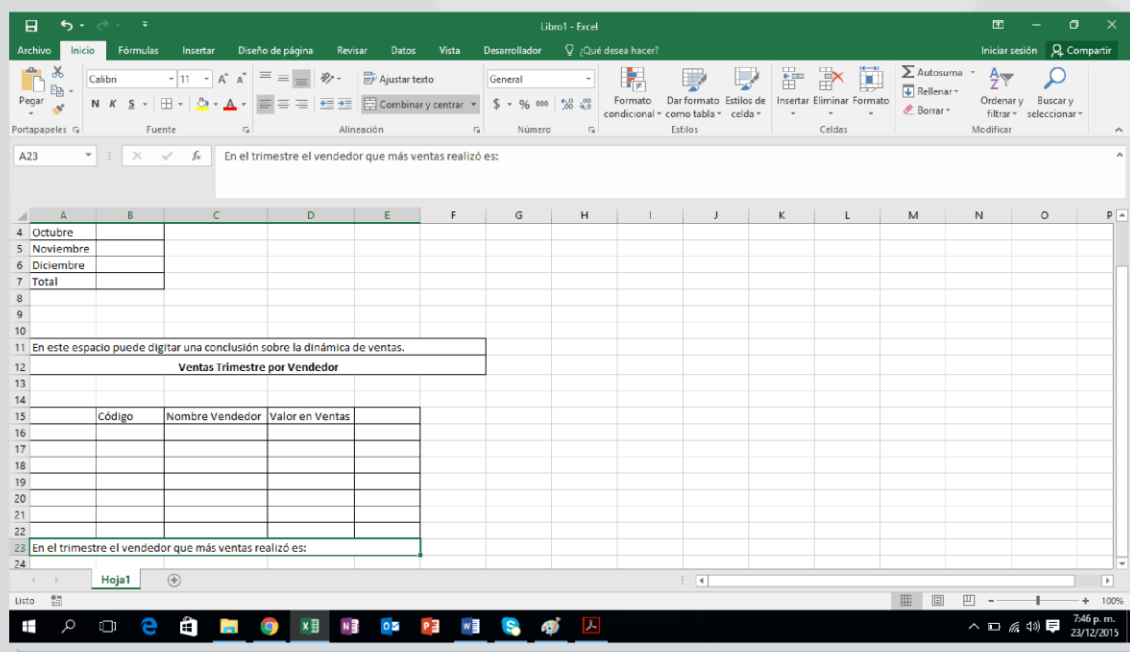 Libro1 - Excel
Archivo Inicio Fórmulas Insertar Diseño de página Revisar Datos Vista Desarrollador ¿Qué desea hacer? Iniciar sesión Compartir
Pegar
Calibri 11 A A Ajustar texto General
N K S A Combinar y centrar $ % 000
Formato condicional Dar formato como tabla Estilos de celda Insertar Eliminar Formato
Autosuma
Rellenar
Borrar
Ordenar y filtrar Buscar y seleccionar
Portapapeles Fuente Alineación Número Estilos Celdas Modificar
A23 fx En el trimestre el vendedor que más ventas realizó es:
A B C D E F G H I J K L M N O P
4 Octubre
5 Noviembre
6 Diciembre
7 Total
8
9
10
11 En este espacio puede digitar una conclusión sobre la dinámica de ventas.
12 Ventas Trimestre por Vendedor
13
14
15 Código Nombre Vendedor Valor en Ventas
16
17
18
19
20
21
22
23 En el trimestre el vendedor que más ventas realizó es:
24
Hoja1
Listo 100%
7:46 p. m.
23/12/2015